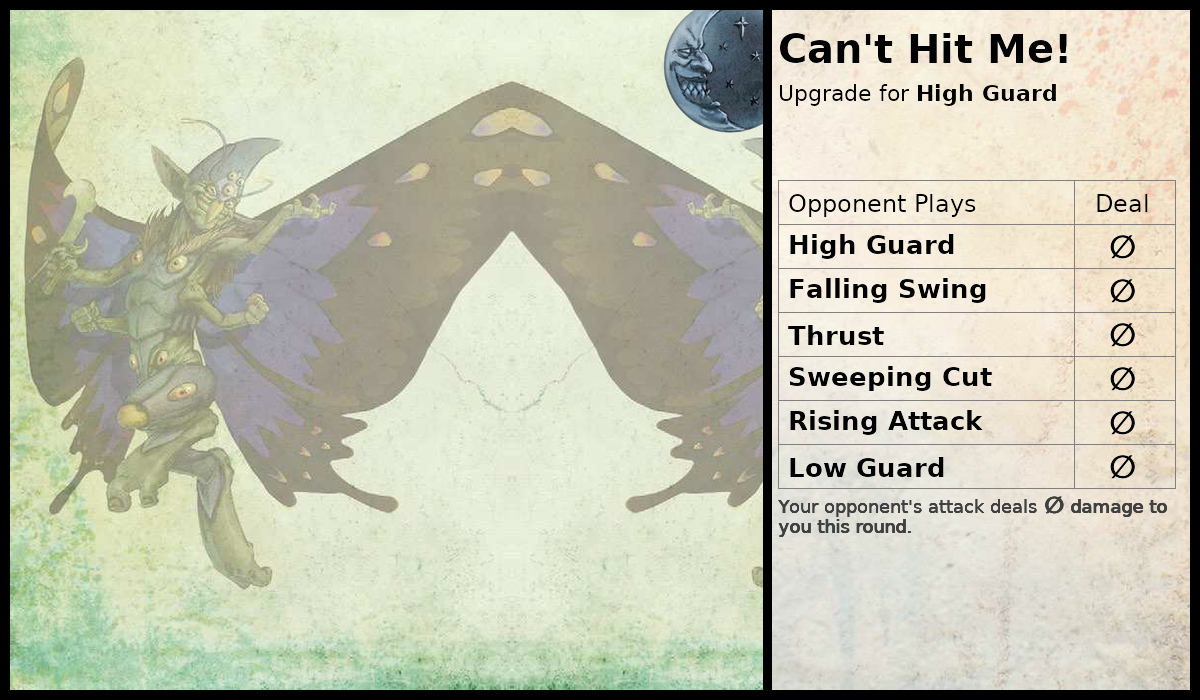 Can't Hit Me!
Upgrade for High Guard
Opponent Plays Deal
High Guard ∅
Falling Swing ∅
Thrust ∅
Sweeping Cut ∅
Rising Attack ∅
Low Guard ∅
Your opponent's attack deals ∅ damage to
you this round.